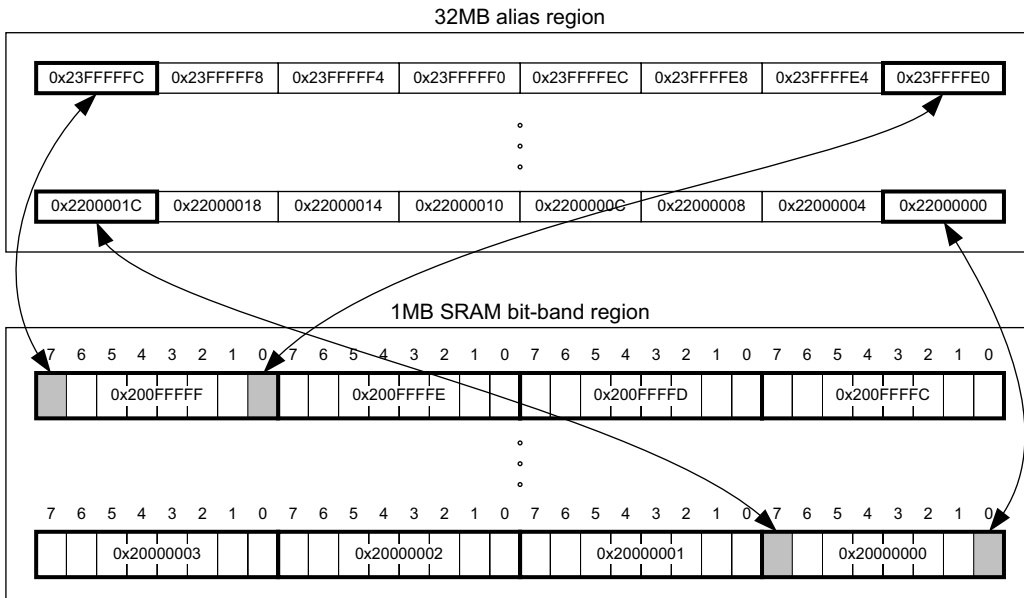 32MB alias region
0x23FFFFFC 0x23FFFFF8 0x23FFFFF4 0x23FFFFF0 0x23FFFFEC 0x23FFFFE8 0x23FFFFE4 0x23FFFFE0
0x2200001C 0x22000018 0x22000014 0x22000010 0x2200000C 0x22000008 0x22000004 0x22000000
1MB SRAM bit-band region
7 6 5 4 3 2 1 0 7 6 5 4 3 2 1 0 7 6 5 4 3 2 1 0 7 6 5 4 3 2 1 0
0x200FFFFF 0x200FFFFE 0x200FFFFD 0x200FFFFC
7 6 5 4 3 2 1 0 7 6 5 4 3 2 1 0 7 6 5 4 3 2 1 0 7 6 5 4 3 2 1 0
0x20000003 0x20000002 0x20000001 0x20000000